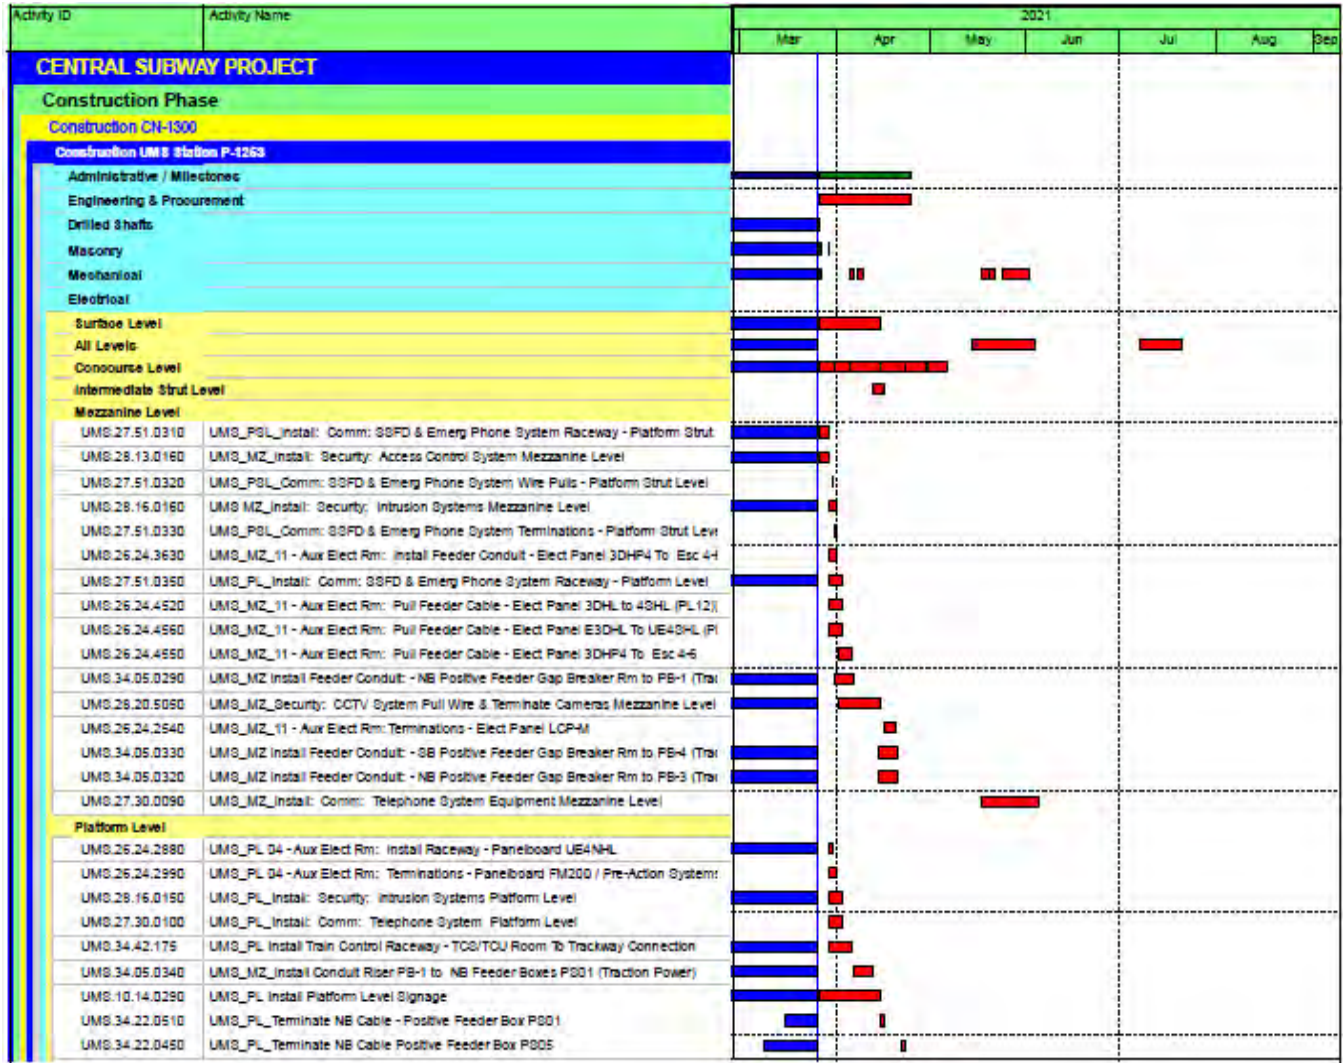 Activity ID Activity Name 2021
Mar Apr May Jun Jul Aug Sep
CENTRAL SUBWAY PROJECT
Construction Phase
Construction CN-1300
Construction UMS Station P-1253
Administrative / Milestones
Engineering & Procurement
Drilled Shafts
Masonry
Mechanical
Electrical
Surface Level
All Levels
Concourse Level
Intermediate Strut Level
Mezzanine Level
UMS.27.51.0310 UMS_PSL_Install: Comm: SSFD & Emerg Phone System Raceway - Platform Strut
UMS.28.13.0160 UMS_MZ_Install: Security: Access Control System Mezzanine Level
UMS.27.51.0320 UMS_PSL_Comm: SSFD & Emerg Phone System Wire Pulls - Platform Strut Level
UMS.28.16.0160 UMS MZ_Install: Security: Intrusion Systems Mezzanine Level
UMS.27.51.0330 UMS_PSL_Comm: SSFD & Emerg Phone System Terminations - Platform Strut Leve
UMS.26.24.3630 UMS_MZ_11 - Aux Elect Rm: Install Feeder Conduit - Elect Panel 3DHP4 To Esc 4-
UMS.27.51.0350 UMS_PL_Install: Comm: SSFD & Emerg Phone System Raceway - Platform Level
UMS.26.24.4520 UMS_MZ_11 - Aux Elect Rm: Pull Feeder Cable - Elect Panel 3DHL to 4SHL (PL12)(
UMS.26.24.4560 UMS_MZ_11 - Aux Elect Rm: Pull Feeder Cable - Elect Panel E3DHL To UE4SHL (Pl
UMS.26.24.4550 UMS_MZ_11 - Aux Elect Rm: Pull Feeder Cable - Elect Panel 3DHP4 To Esc 4-6
UMS.34.05.0290 UMS_MZ Install Feeder Conduit: - NB Positive Feeder Gap Breaker Rm to PB-1 (Trac
UMS.28.20.5060 UMS_MZ_Security: CCTV System Pull Wire & Terminate Cameras Mezzanine Level
UMS.26.24.2540 UMS_MZ_11 - Aux Elect Rm: Terminations - Elect Panel LCP-M
UMS.34.05.0330 UMS_MZ Install Feeder Conduit: - SB Positive Feeder Gap Breaker Rm to PB-4 (Trac
UMS.34.05.0320 UMS_MZ Install Feeder Conduit: - NB Positive Feeder Gap Breaker Rm to PB-3 (Trac
UMS.27.30.0090 UMS_MZ_Install: Comm: Telephone System Equipment Mezzanine Level
Platform Level
UMS.26.24.2880 UMS_PL 04 - Aux Elect Rm: Install Raceway - Panelboard UE4NHL
UMS.26.24.2990 UMS_PL 04 - Aux Elect Rm: Terminations - Panelboard FM200 / Pre-Action Systems
UMS.28.16.0150 UMS_PL_Install: Security: Intrusion Systems Platform Level
UMS.27.30.0100 UMS_PL_Install: Comm: Telephone System Platform Level
UMS.34.42.175 UMS_PL Install Train Control Raceway - TCS/TCU Room To Trackway Connection
UMS.34.05.0340 UMS_MZ_Install Conduit Riser PB-1 to NB Feeder Boxes PS01 (Traction Power)
UMS.10.14.0290 UMS_PL Install Platform Level Signage
UMS.34.22.0510 UMS_PL_Terminate NB Cable - Positive Feeder Box PS01
UMS.34.22.0450 UMS_PL_Terminate NB Cable Positive Feeder Box PS05